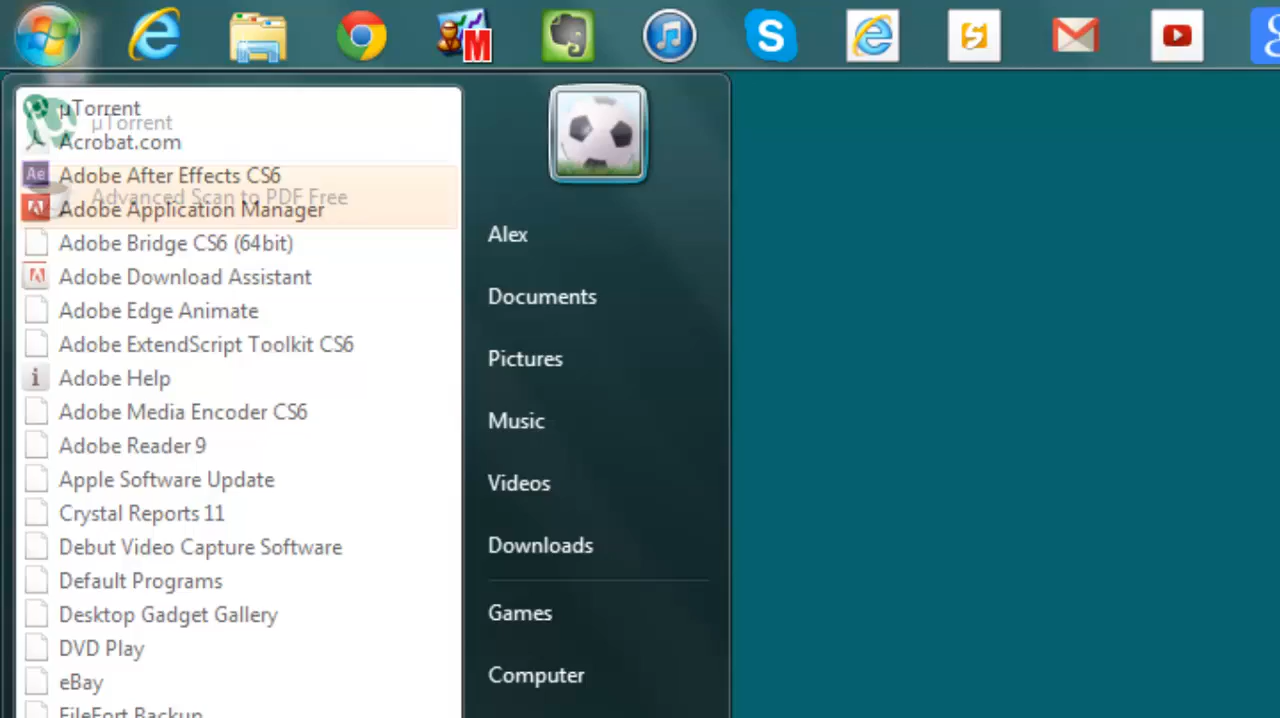 µTorrent
µTorrent
Acrobat.com
Adobe After Effects CS6
Advanced Scan to PDF Free
Adobe Application Manager
Adobe Bridge CS6 (64bit)
Adobe Download Assistant
Adobe Edge Animate
Adobe ExtendScript Toolkit CS6
Adobe Help
Adobe Media Encoder CS6
Adobe Reader 9
Apple Software Update
Crystal Reports 11
Debut Video Capture Software
Default Programs
Desktop Gadget Gallery
DVD Play
eBay
FileFort Backup
Alex
Documents
Pictures
Music
Videos
Downloads
Games
Computer